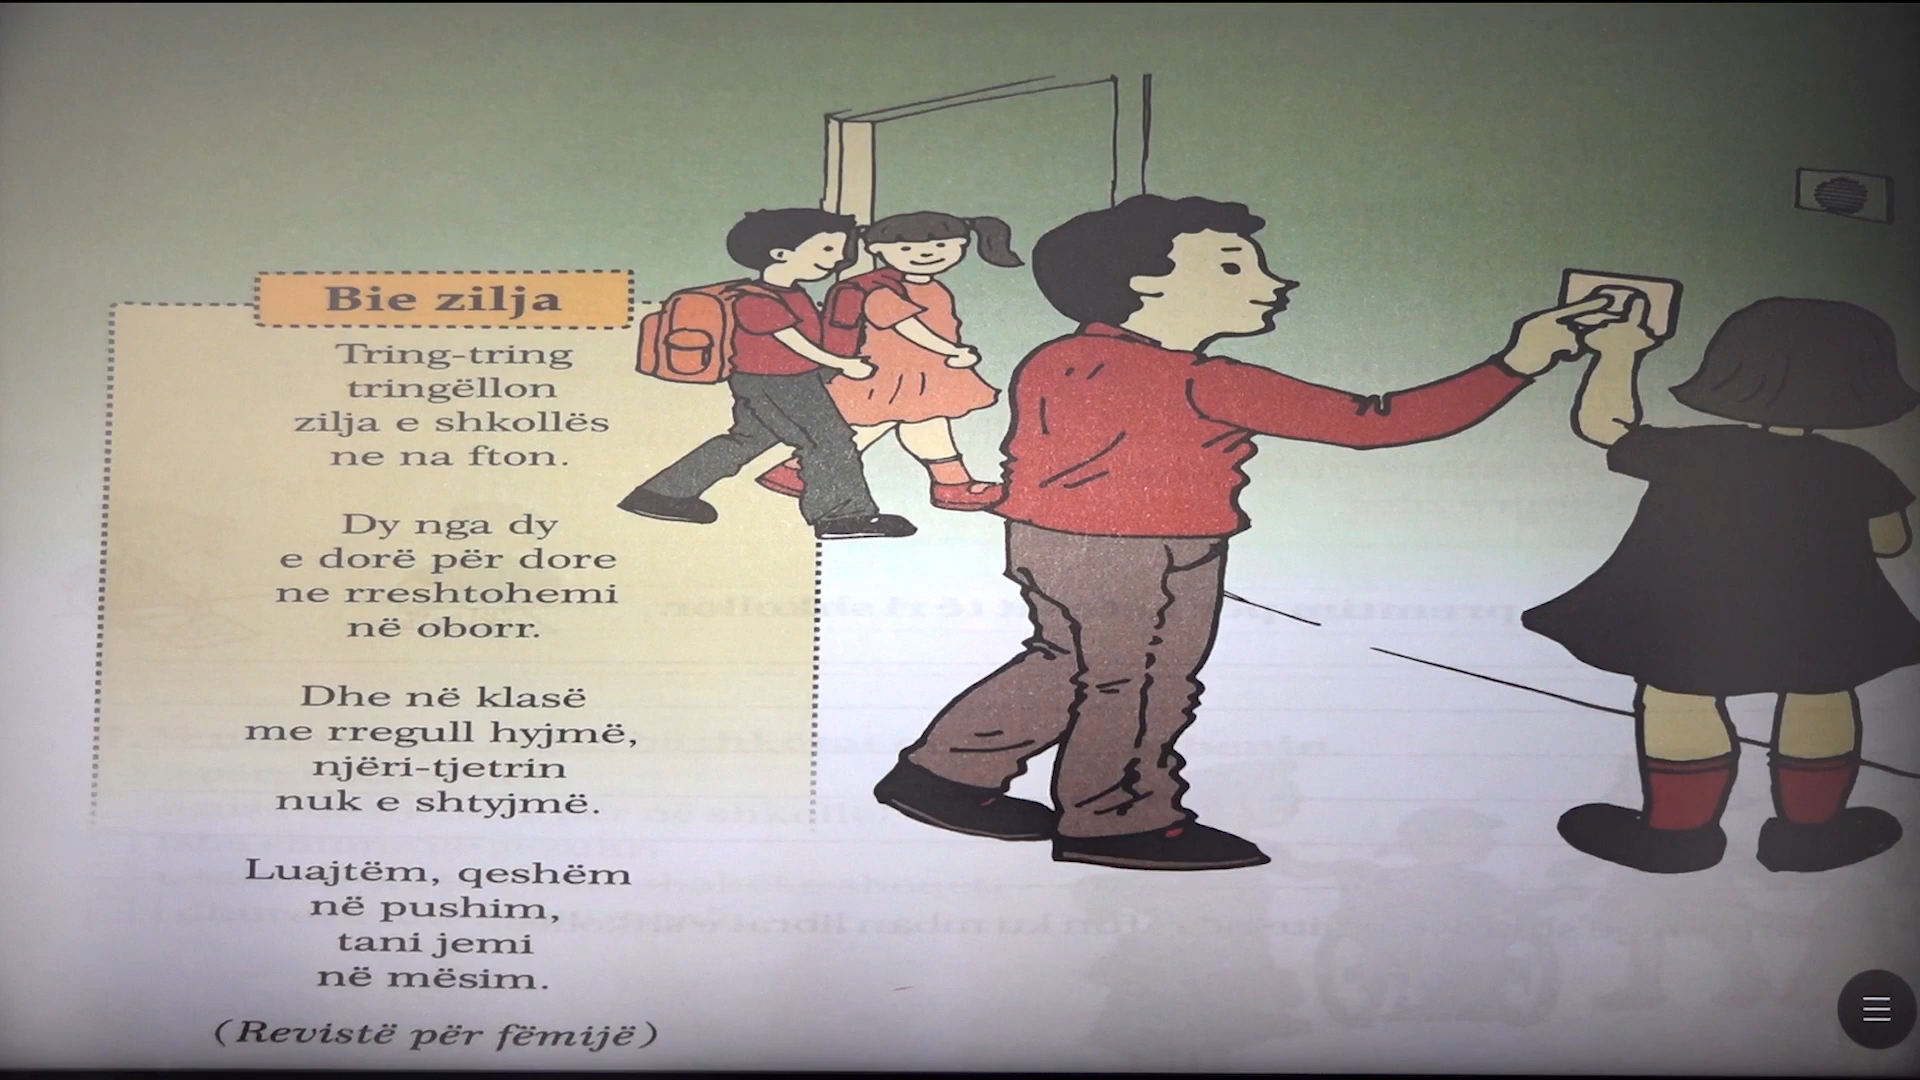 Bie zilja
Tring-tring
tringëllon
zilja e shkollës
ne na fton.
Dy nga dy
e dorë për dore
ne rreshtohemi
në oborr.
Dhe në klasë
me rregull hyjmë,
njëri-tjetrin
nuk e shtyjmë.
Luajtëm, qeshëm
në pushim,
tani jemi
në mësim.
(Revistë për fëmijë)